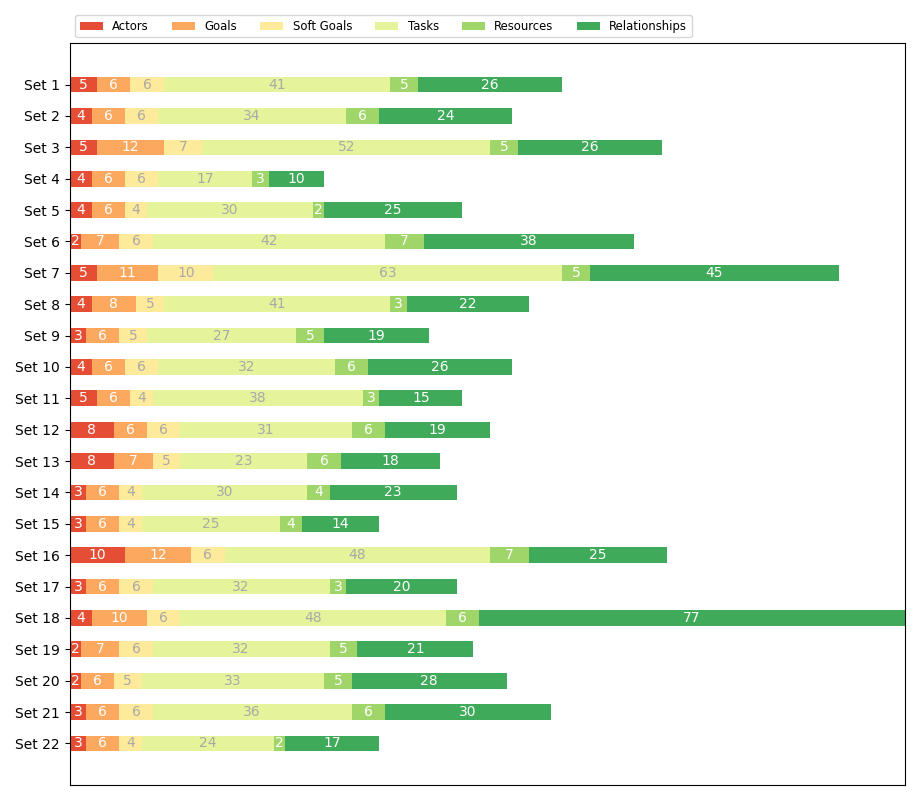 Actors Goals Soft Goals Tasks Resources Relationships
Set 1 5 6 6 41 5 26
Set 2 4 6 6 34 6 24
Set 3 5 12 7 52 5 26
Set 4 4 6 6 17 3 10
Set 5 4 6 4 30 2 25
Set 6 2 7 6 42 7 38
Set 7 5 11 10 63 5 45
Set 8 4 8 5 41 3 22
Set 9 3 6 5 27 5 19
Set 10 4 6 6 32 6 26
Set 11 5 6 4 38 3 15
Set 12 8 6 6 31 6 19
Set 13 8 7 5 23 6 18
Set 14 3 6 4 30 4 23
Set 15 3 6 4 25 4 14
Set 16 10 12 6 48 7 25
Set 17 3 6 6 32 3 20
Set 18 4 10 6 48 6 77
Set 19 2 7 6 32 5 21
Set 20 2 6 5 33 5 28
Set 21 3 6 6 36 6 30
Set 22 3 6 4 24 2 17